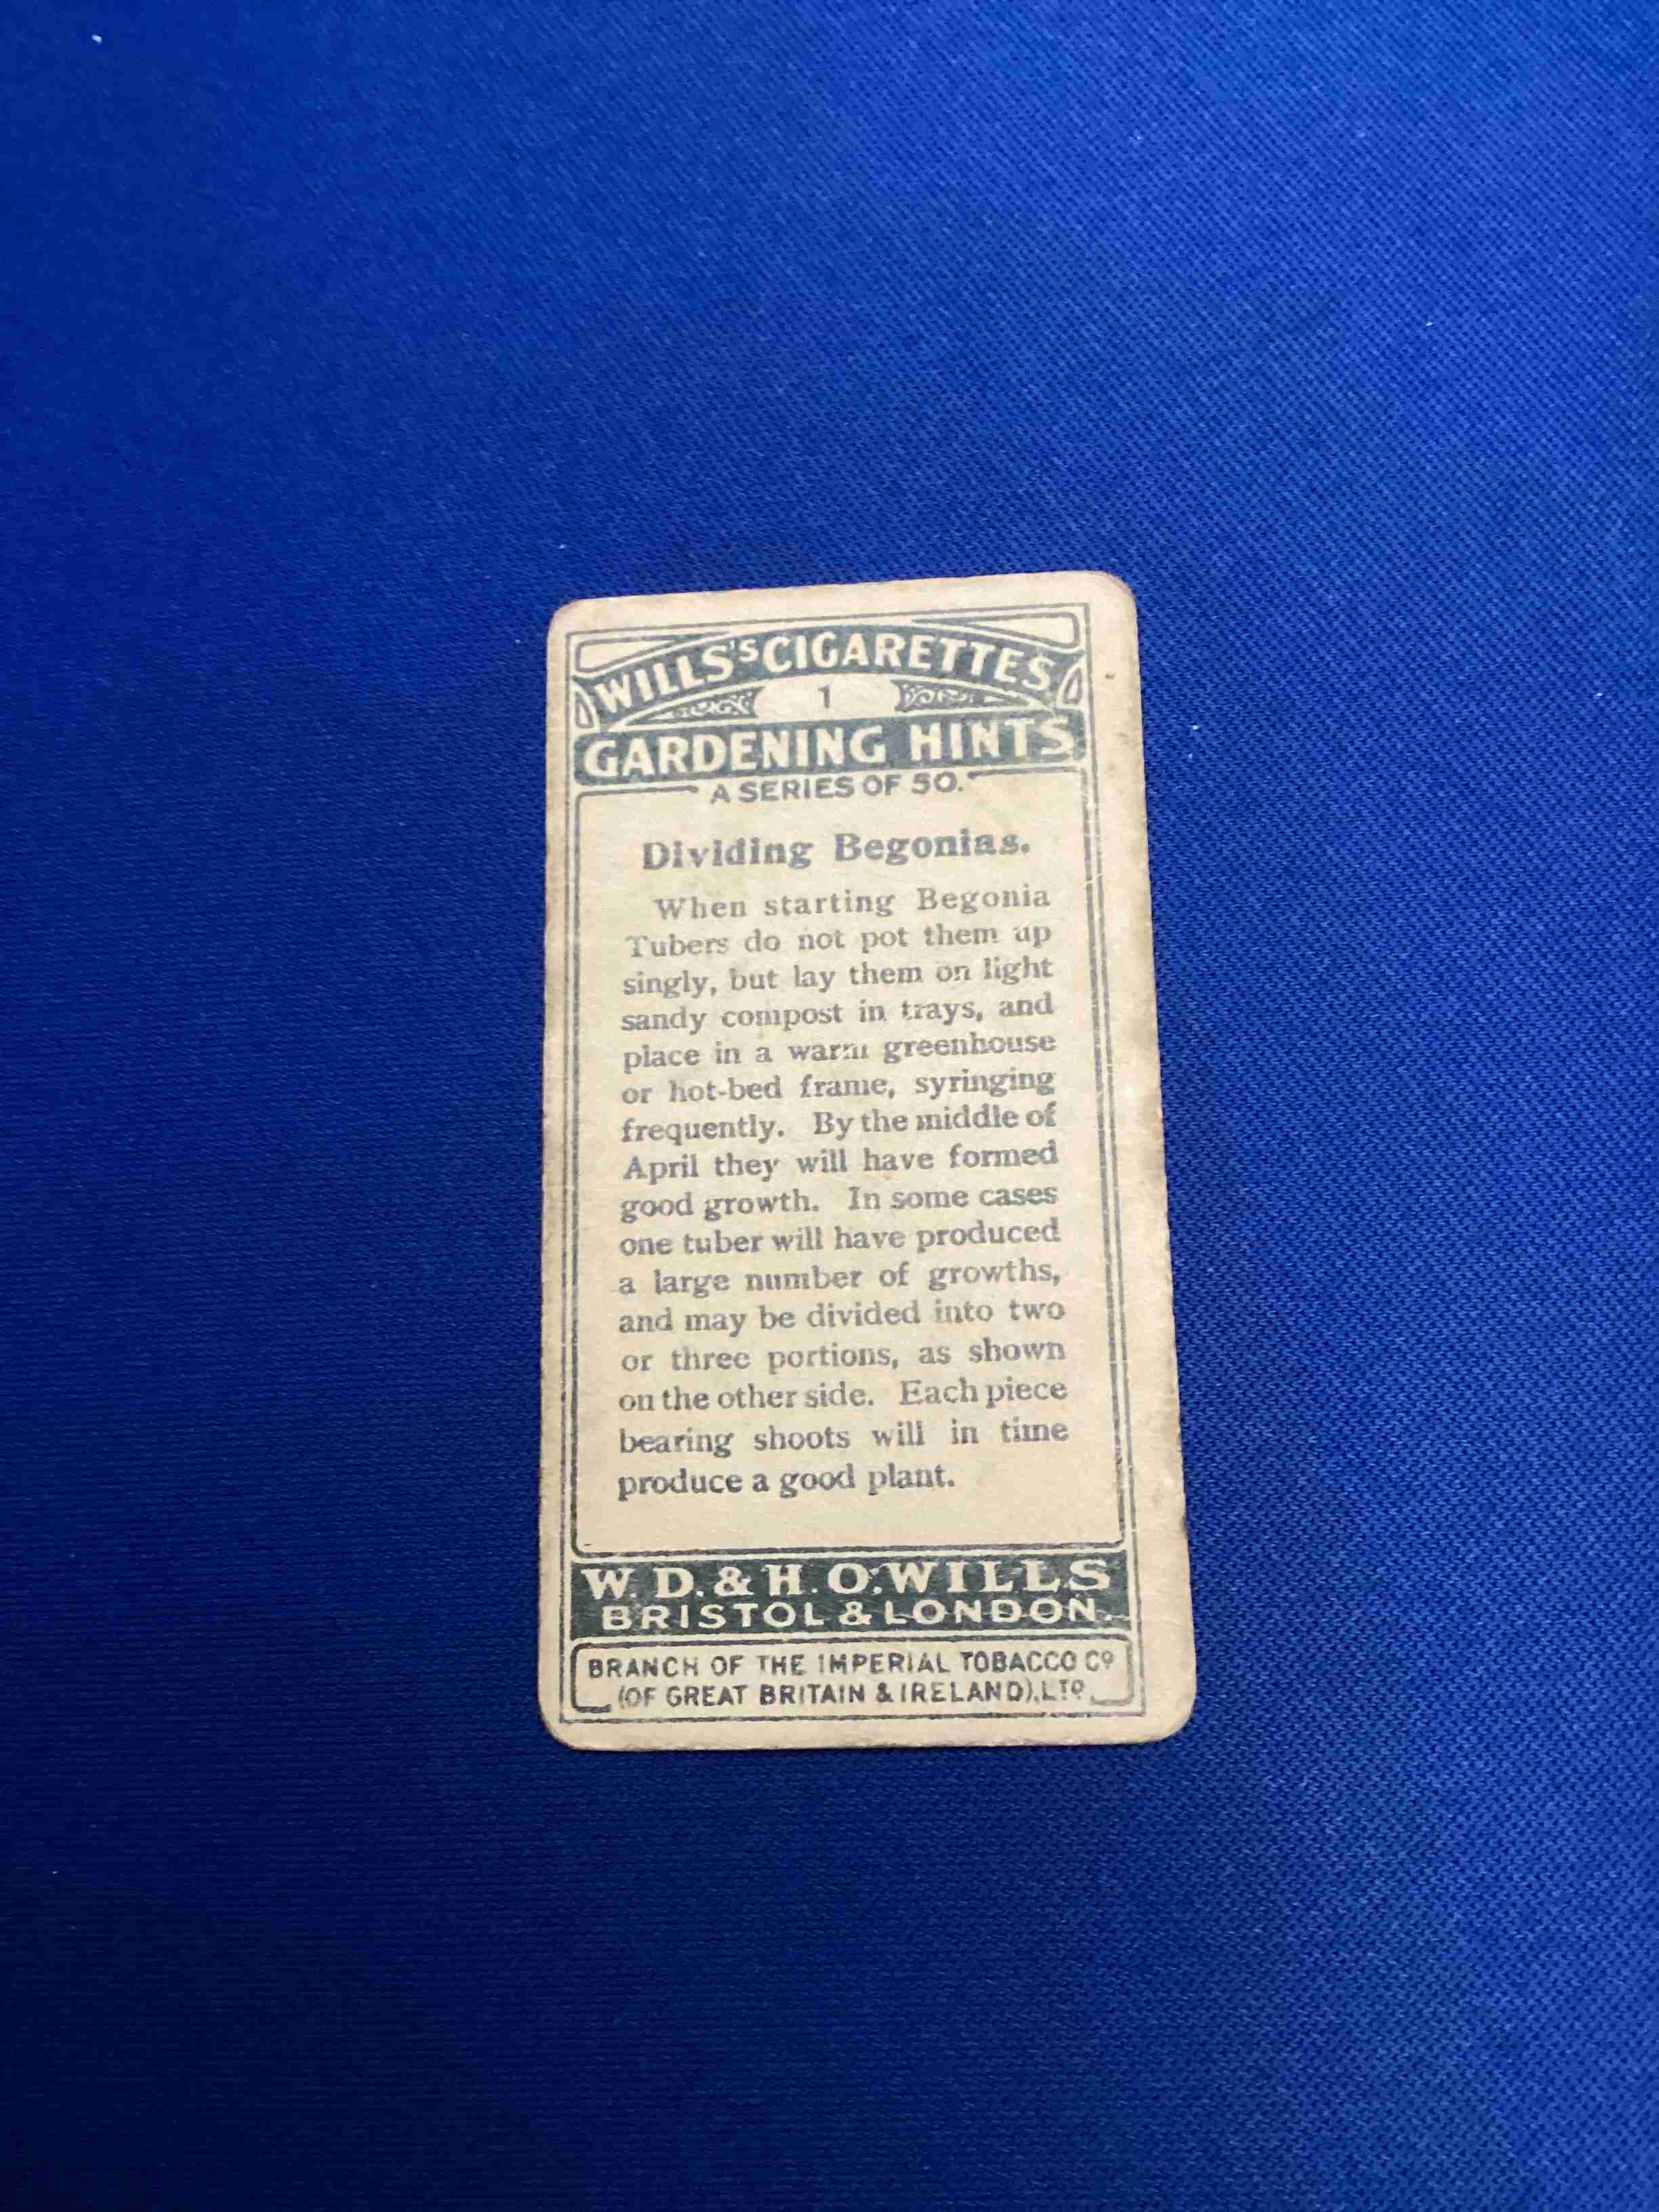 WILLS'S CIGARETTES
1
GARDENING HINTS
A SERIES OF 50.
Dividing Begonias.
When starting Begonia
Tubers do not pot them up
singly, but lay them on light
sandy compost in trays, and
place in a warm greenhouse
or hot-bed frame, syringing
frequently. By the middle of
April they will have formed
good growth. In some cases
one tuber will have produced
a large number of growths,
and may be divided into two
or three portions, as shown
on the other side. Each piece
bearing shoots will in time
produce a good plant.
W. D. & H. O. WILLS
BRISTOL & LONDON.
BRANCH OF THE IMPERIAL TOBACCO Cº
(OF GREAT BRITAIN & IRELAND), LTD